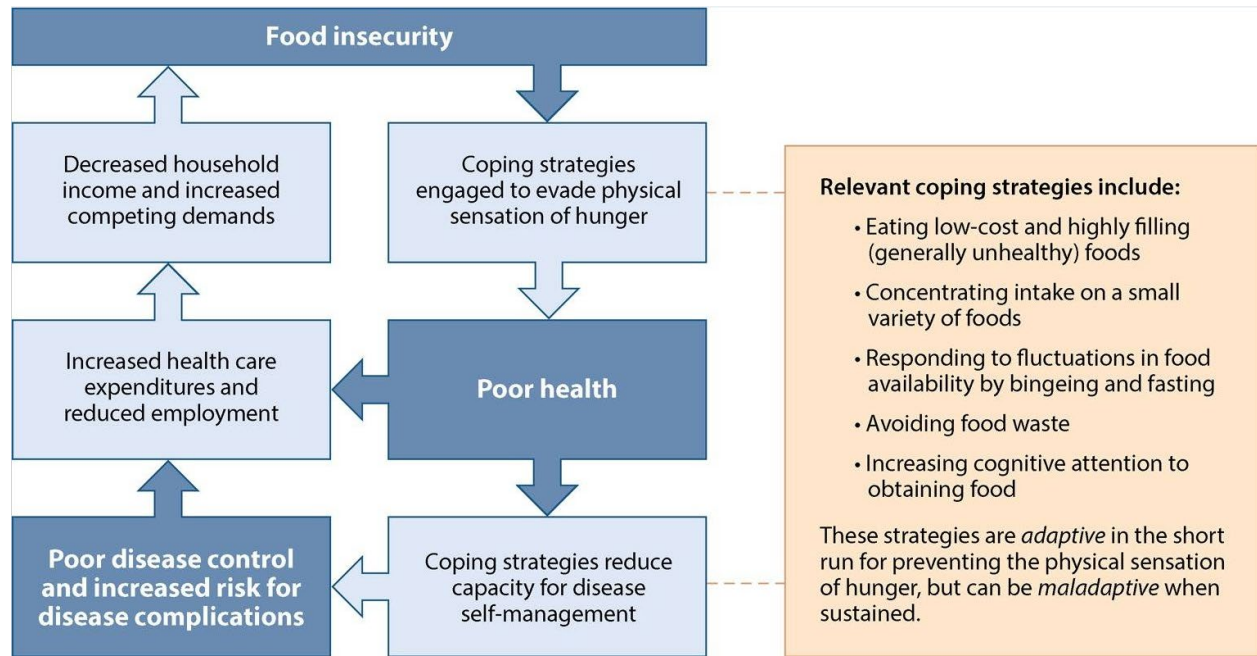 Food insecurity
Decreased household
income and increased
competing demands
Coping strategies
engaged to evade physical
sensation of hunger
Increased health care
expenditures and
reduced employment
Poor health
Poor disease control
and increased risk for
disease complications
Coping strategies reduce
capacity for disease
self-management
Relevant coping strategies include:
• Eating low-cost and highly filling
(generally unhealthy) foods
• Concentrating intake on a small
variety of foods
• Responding to fluctuations in food
availability by bingeing and fasting
• Avoiding food waste
• Increasing cognitive attention to
obtaining food
These strategies are adaptive in the short
run for preventing the physical sensation
of hunger, but can be maladaptive when
sustained.